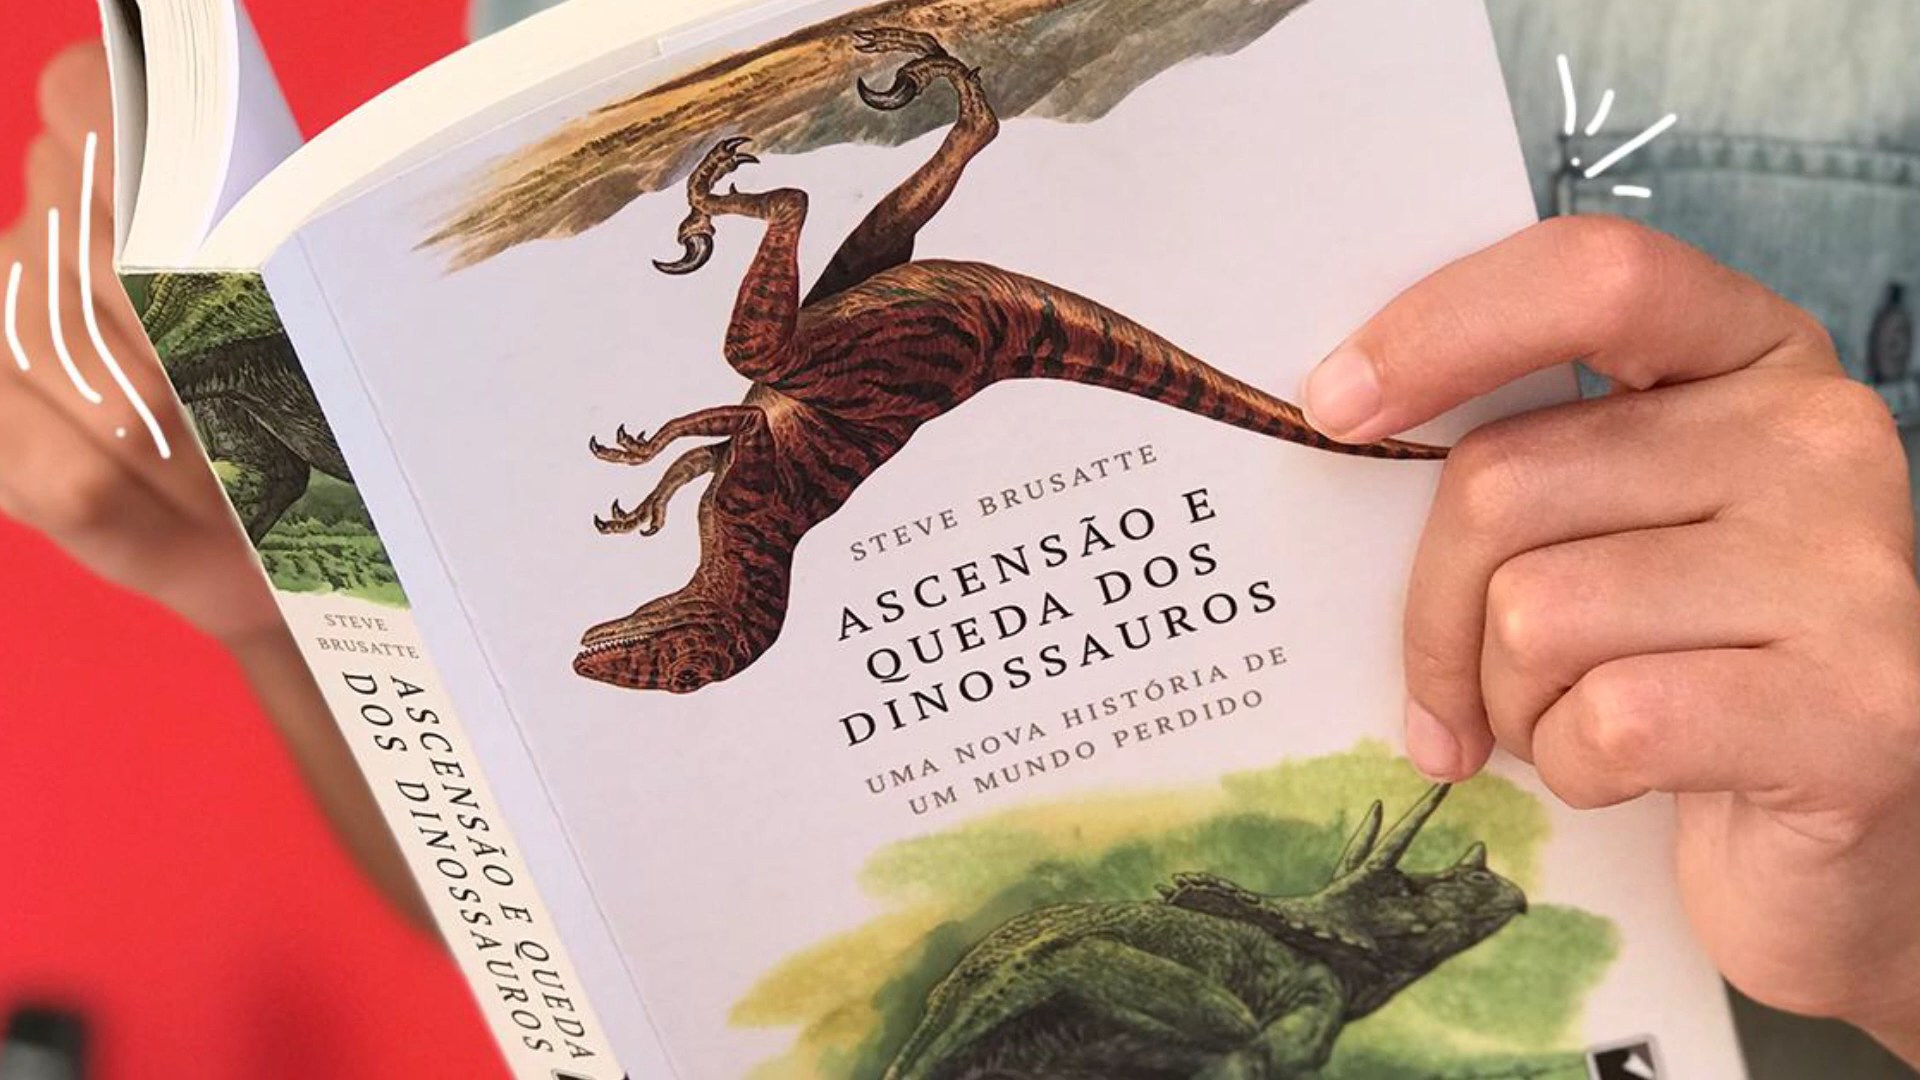 STEVE BRUSATTE
ASCENSÃO E
QUEDA DOS
DINOSSAUROS
UMA NOVA HISTÓRIA DE
UM MUNDO PERDIDO
STEVE
BRUSATTE
ASCENSÃO E QUEDA
DOS DINOSSAUROS